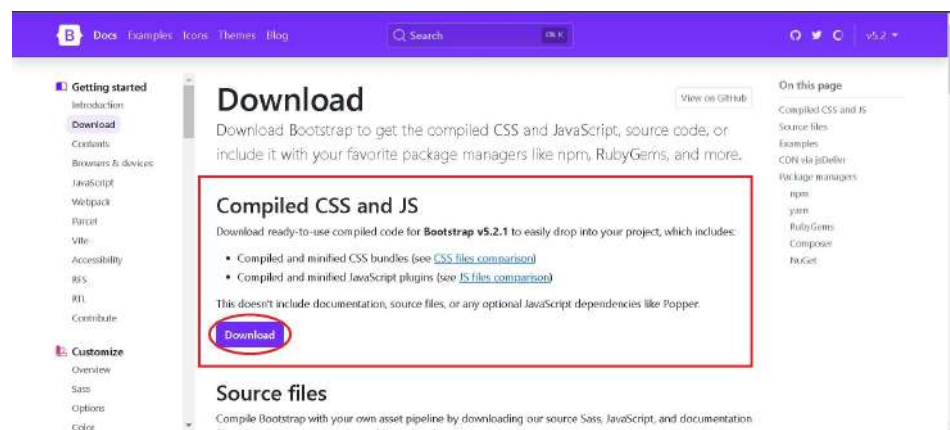 B Docs Examples Icons Themes Blog Search Ctrl K v5.2
Getting started
Introduction
Download
Contents
Browsers & devices
JavaScript
Webpack
Parcel
Vite
Accessibility
RFS
RTL
Contribute
Customize
Overview
Sass
Options
Color
Download
View on GitHub
Download Bootstrap to get the compiled CSS and JavaScript, source code, or
include it with your favorite package managers like npm, RubyGems, and more.
Compiled CSS and JS
Download ready-to-use compiled code for Bootstrap v5.2.1 to easily drop into your project, which includes:
• Compiled and minified CSS bundles (see CSS files comparison)
• Compiled and minified JavaScript plugins (see JS files comparison)
This doesn't include documentation, source files, or any optional JavaScript dependencies like Popper.
Download
Source files
Compile Bootstrap with your own asset pipeline by downloading our source Sass, JavaScript, and documentation
On this page
Compiled CSS and JS
Source files
Examples
CDN via jsDelivr
Package managers
npm
yarn
RubyGems
Composer
NuGet